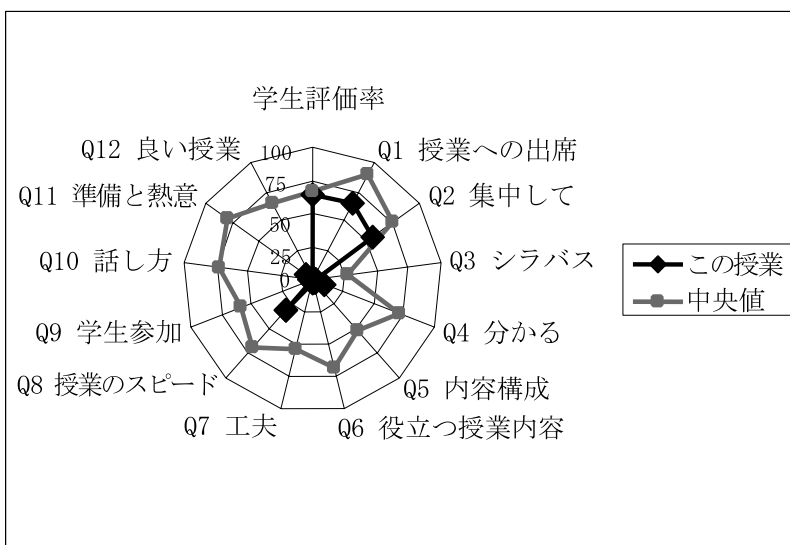 学生評価率
Q1 授業への出席
Q2 集中して
Q3 シラバス
Q4 分かる
Q5 内容構成
Q6 役立つ授業内容
Q7 工夫
Q8 授業のスピード
Q9 学生参加
Q10 話し方
Q11 準備と熱意
Q12 良い授業
100
75
50
25
0
この授業
中央値